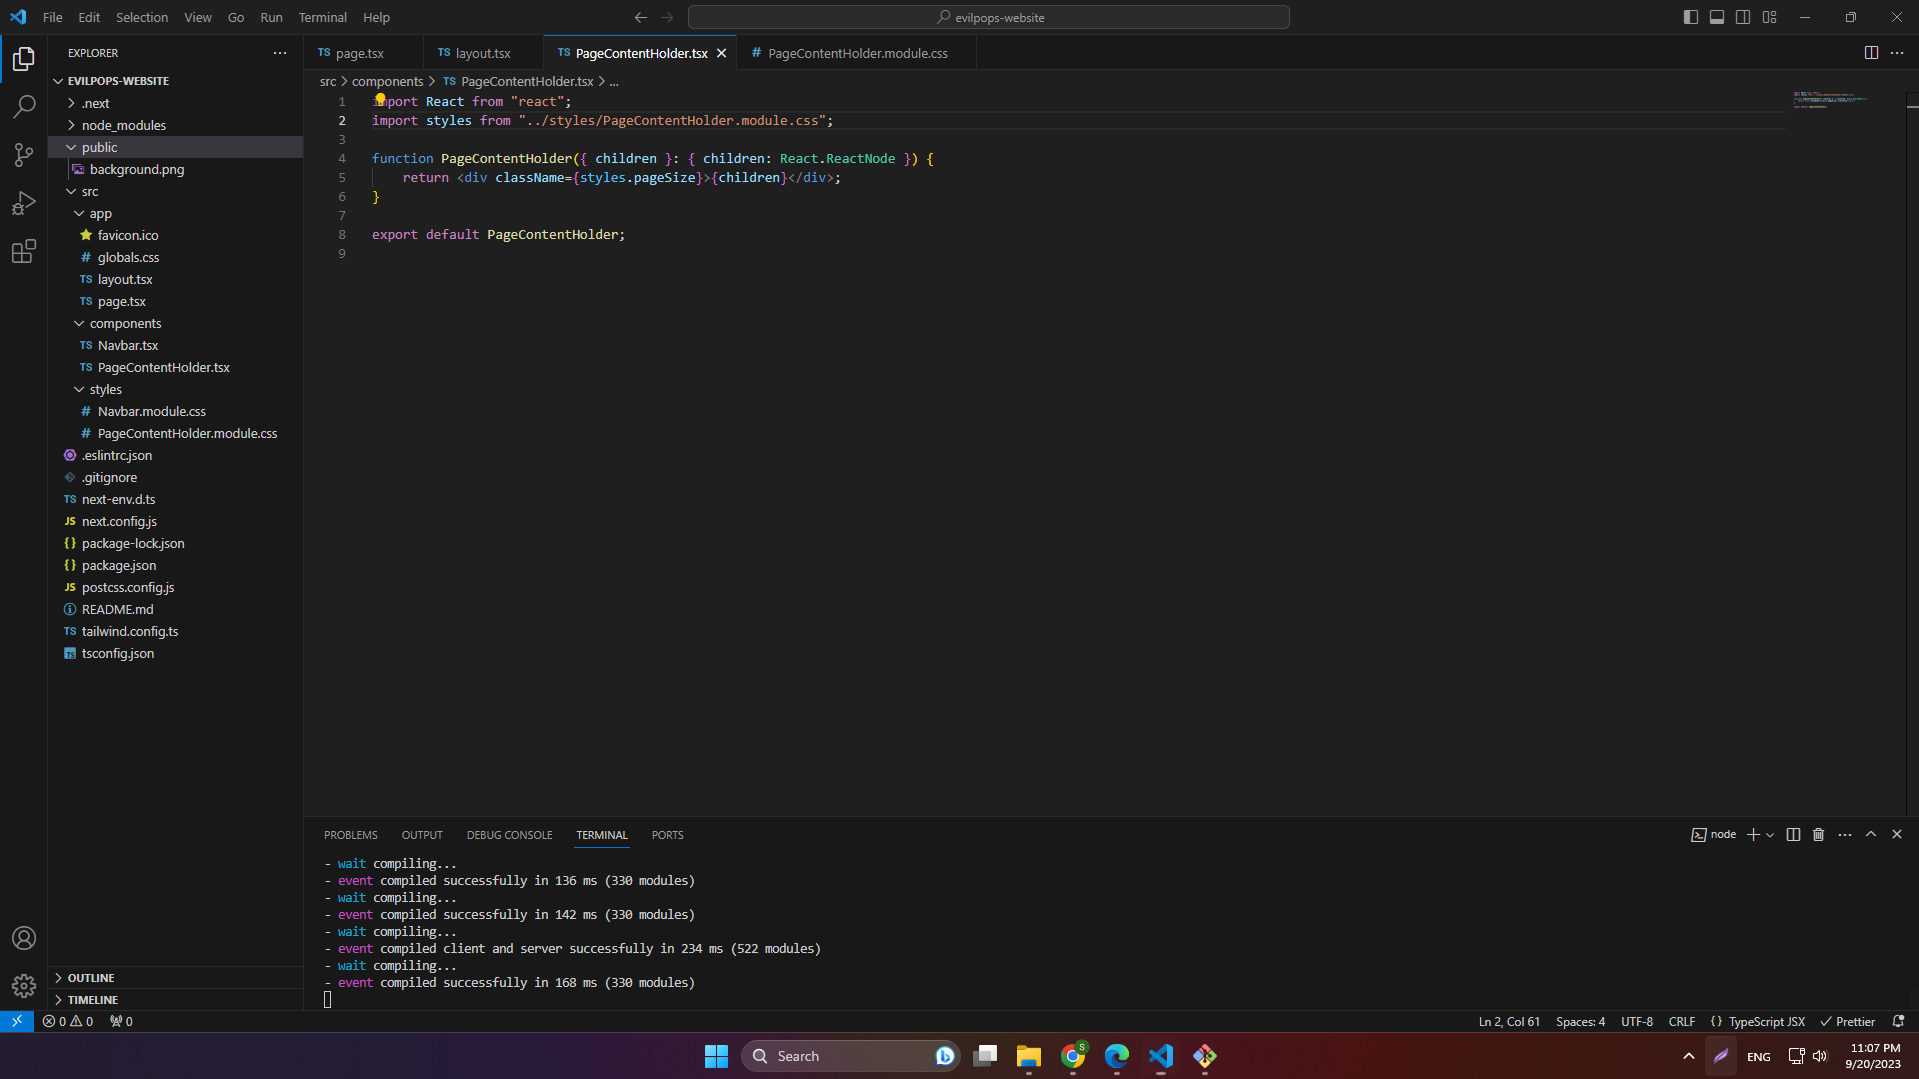 File Edit Selection View Go Run Terminal Help
evilpops-website
EXPLORER
EVILPOPS-WEBSITE
.next
node_modules
public
background.png
src
app
favicon.ico
# globals.css
TS layout.tsx
TS page.tsx
components
TS Navbar.tsx
TS PageContentHolder.tsx
styles
# Navbar.module.css
# PageContentHolder.module.css
.eslintrc.json
.gitignore
TS next-env.d.ts
JS next.config.js
{} package-lock.json
{} package.json
JS postcss.config.js
README.md
TS tailwind.config.ts
TS tsconfig.json
OUTLINE
TIMELINE
TS page.tsx TS layout.tsx TS PageContentHolder.tsx # PageContentHolder.module.css
src > components > TS PageContentHolder.tsx > ...
1 import React from "react";
2 import styles from "../styles/PageContentHolder.module.css";
3
4 function PageContentHolder({ children }: { children: React.ReactNode }) {
5 return <div className={styles.pageSize}>{children}</div>;
6 }
7
8 export default PageContentHolder;
9
PROBLEMS OUTPUT DEBUG CONSOLE TERMINAL PORTS
node
- wait compiling...
- event compiled successfully in 136 ms (330 modules)
- wait compiling...
- event compiled successfully in 142 ms (330 modules)
- wait compiling...
- event compiled client and server successfully in 234 ms (522 modules)
- wait compiling...
- event compiled successfully in 168 ms (330 modules)
0 0 0
Ln 2, Col 61 Spaces: 4 UTF-8 CRLF {} TypeScript JSX Prettier
Search
S
ENG
11:07 PM
9/20/2023